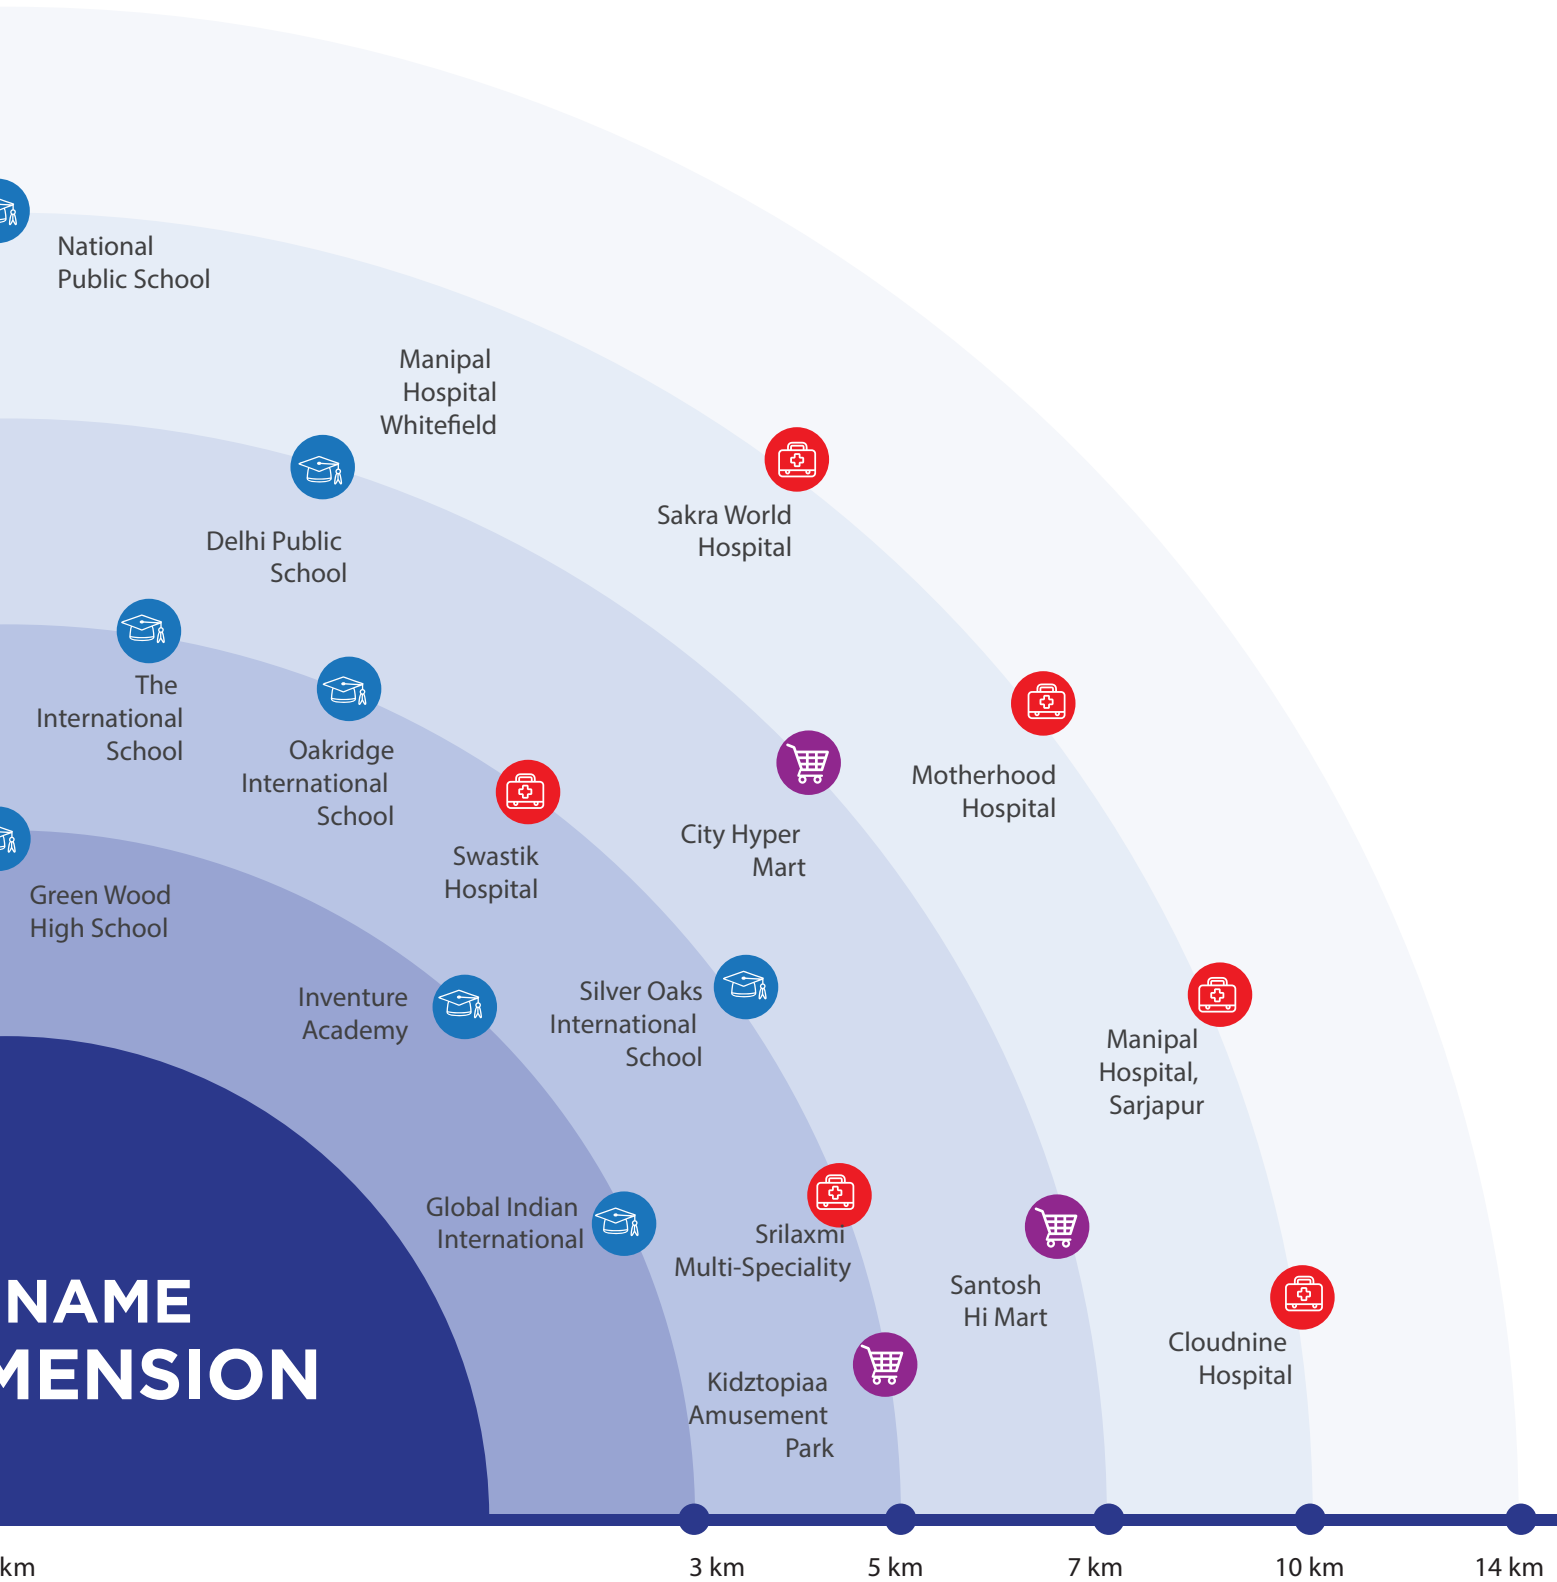 National
Public School
Manipal
Hospital
Whitefield
Sakra World
Hospital
Delhi Public
School
The
International
School
Oakridge
International
School
Motherhood
Hospital
City Hyper
Mart
Swastik
Hospital
Green Wood
High School
Inventure
Academy
Silver Oaks
International
School
Manipal
Hospital,
Sarjapur
Global Indian
International
Srilaxmi
Multi-Speciality
Santosh
Hi Mart
Cloudnine
Hospital
Kidztopiaa
Amusement
Park
NAME
MENSION
km
3 km
5 km
7 km
10 km
14 km